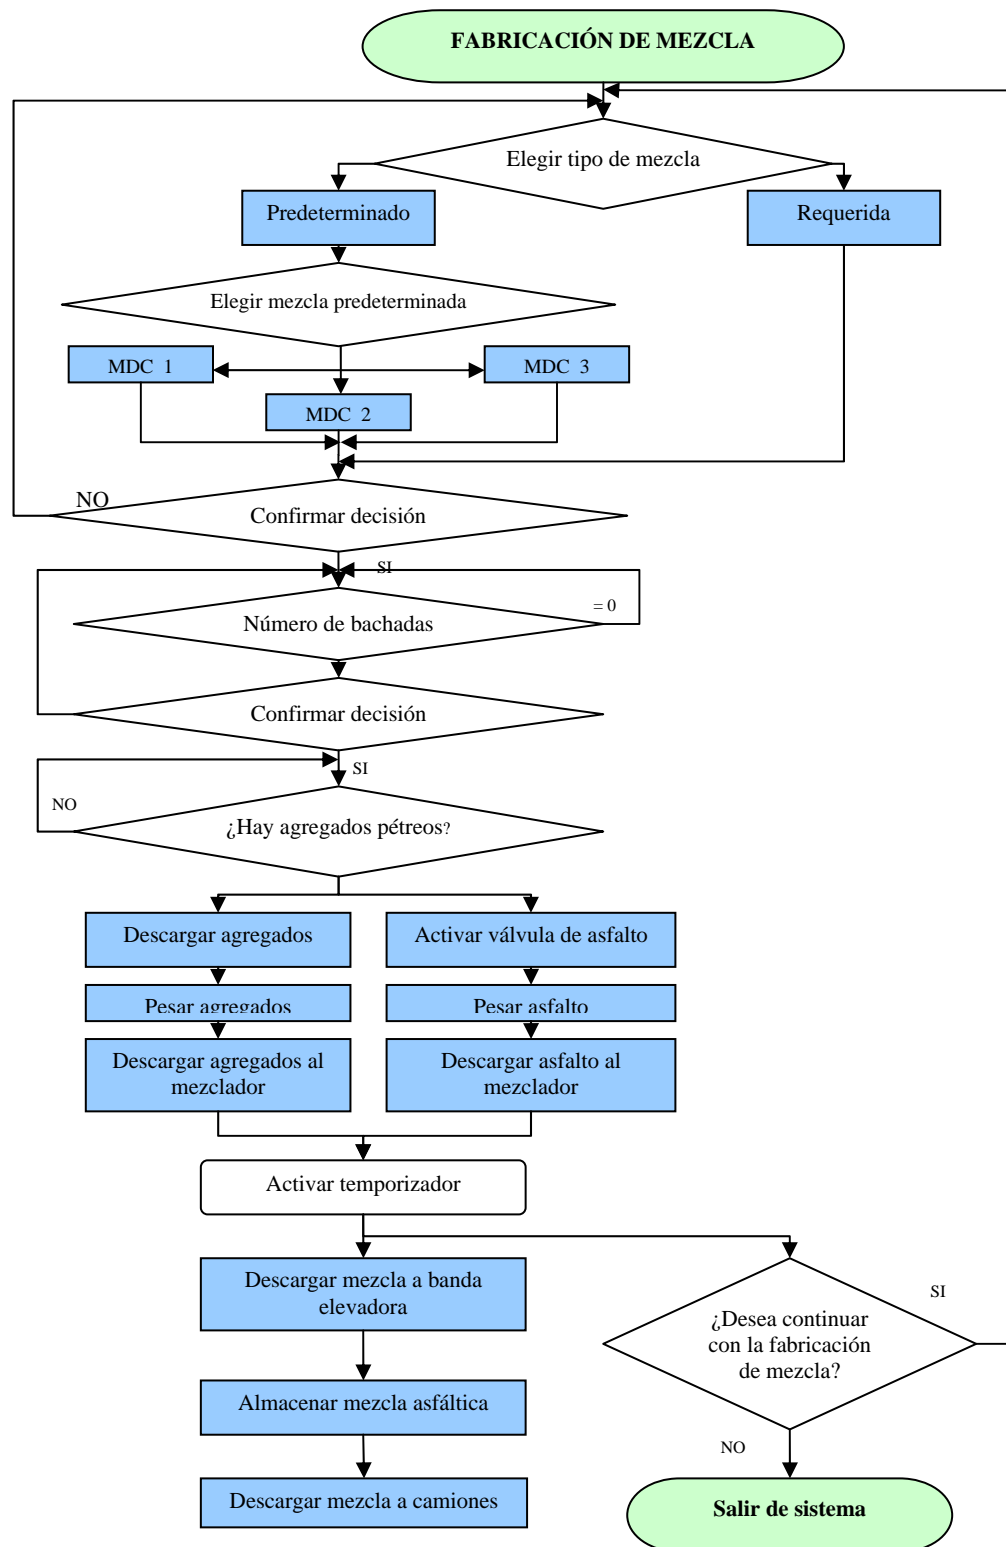 FABRICACIÓN DE MEZCLA
Elegir tipo de mezcla
Predeterminado
Requerida
Elegir mezcla predeterminada
MDC 1
MDC 3
MDC 2
NO
Confirmar decisión
SI
= 0
Número de bachadas
Confirmar decisión
SI
NO
¿Hay agregados pétreos?
Descargar agregados
Activar válvula de asfalto
Pesar agregados
Pesar asfalto
Descargar agregados al
mezclador
Descargar asfalto al
mezclador
Activar temporizador
Descargar mezcla a banda
elevadora
SI
¿Desea continuar
con la fabricación
de mezcla?
Almacenar mezcla asfáltica
NO
Descargar mezcla a camiones
Salir de sistema